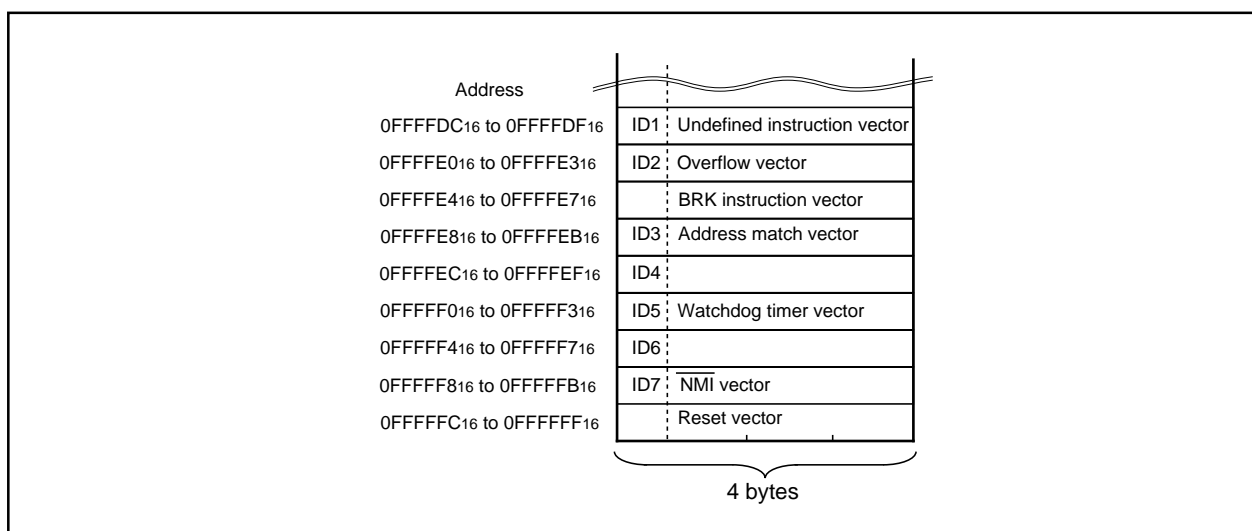 Address
0FFFFDC16 to 0FFFFDF16 ID1 Undefined instruction vector
0FFFFE016 to 0FFFFE316 ID2 Overflow vector
0FFFFE416 to 0FFFFE716 BRK instruction vector
0FFFFE816 to 0FFFFEB16 ID3 Address match vector
0FFFFEC16 to 0FFFFEF16 ID4
0FFFFF016 to 0FFFFF316 ID5 Watchdog timer vector
0FFFFF416 to 0FFFFF716 ID6
0FFFFF816 to 0FFFFFB16 ID7 N̅M̅I̅ vector
0FFFFFC16 to 0FFFFFF16 Reset vector
4 bytes